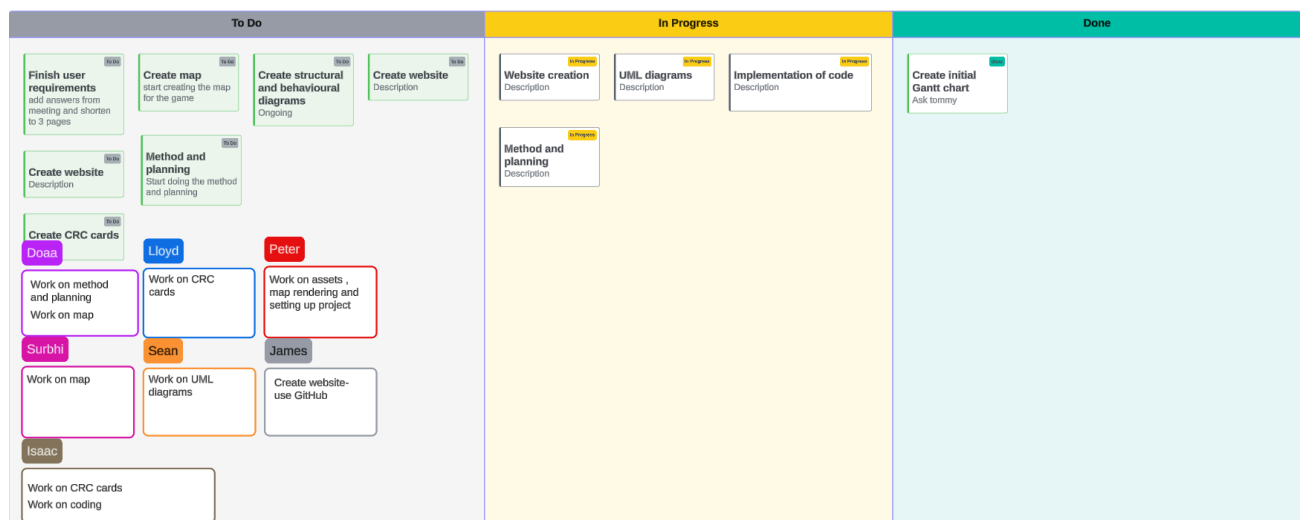 To Do
In Progress
Done
To Do
Finish user
requirements
add answers from
meeting and shorten
to 3 pages
To Do
Create map
start creating the map
for the game
To Do
Create structural
and behavioural
diagrams
Ongoing
To Do
Create website
Description
To Do
Create website
Description
To Do
Method and
planning
Start doing the method
and planning
To Do
Create CRC cards
Doaa
Work on method
and planning
Work on map
Lloyd
Work on CRC
cards
Peter
Work on assets ,
map rendering and
setting up project
Surbhi
Work on map
Sean
Work on UML
diagrams
James
Create website-
use GitHub
Isaac
Work on CRC cards
Work on coding
In Progress
Website creation
Description
In Progress
UML diagrams
Description
In Progress
Implementation of code
Description
In Progress
Method and
planning
Description
Done
Create initial
Gantt chart
Ask tommy